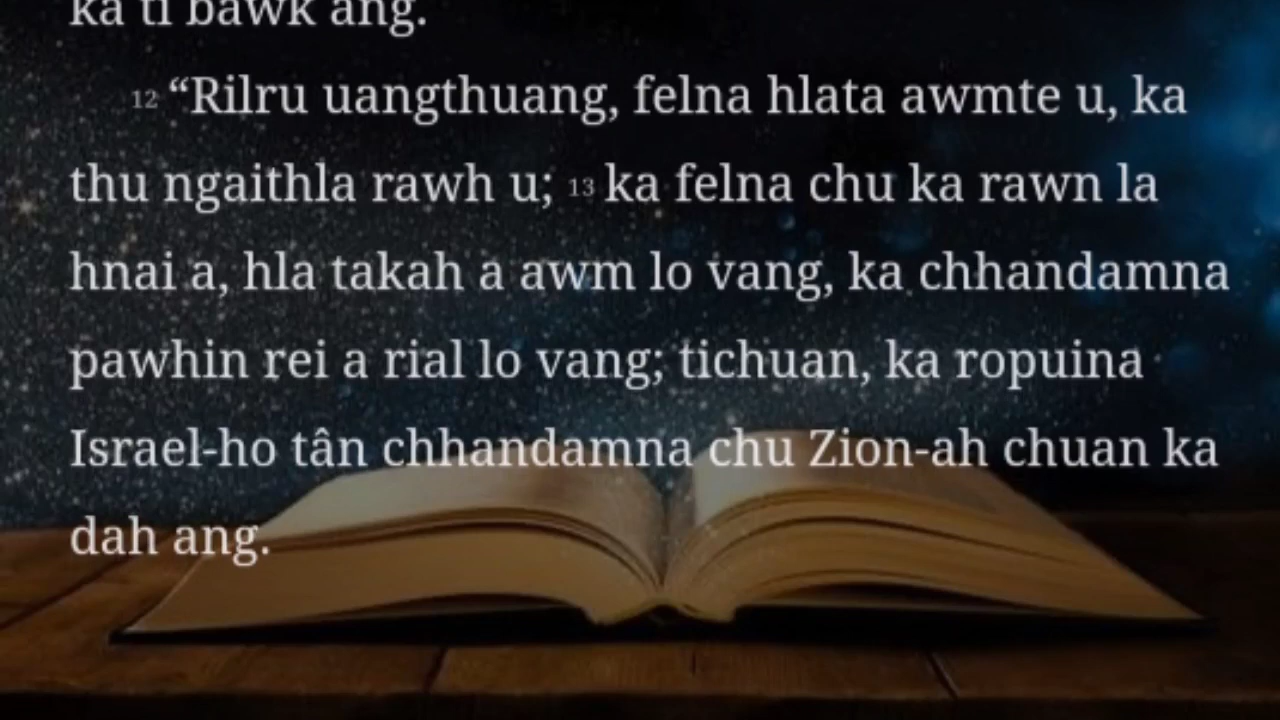 ka ti bawk ang.
12 “Rilru uangthuang, felna hlata awmte u, ka
thu ngaithla rawh u; 13 ka felna chu ka rawn la
hnai a, hla takah a awm lo vang, ka chhandamna
pawhin rei a rial lo vang; tichuan, ka ropuina
Israel-ho tân chhandamna chu Zion-ah chuan ka
dah ang.